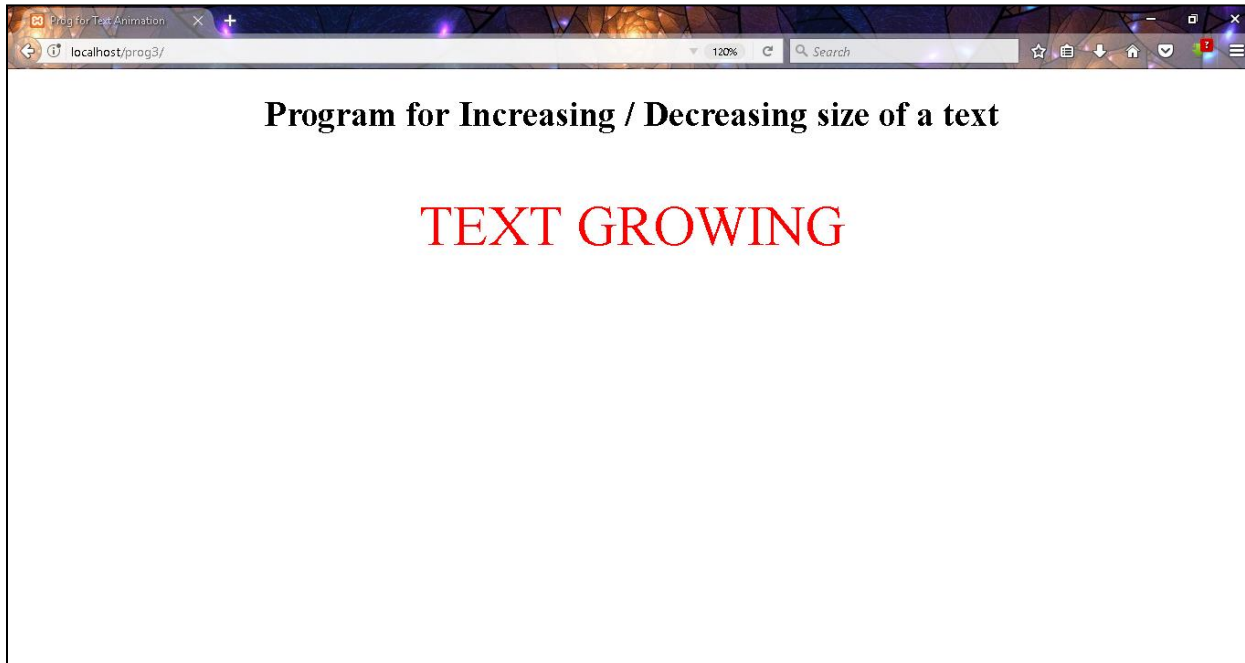 Prog for Text Animation
localhost/prog3/
120%
Search
Program for Increasing / Decreasing size of a text
TEXT GROWING